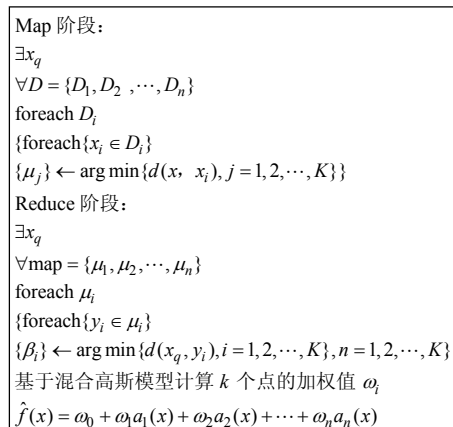 Map 阶段：
∃x_q
∀D = {D_1, D_2 ,⋯, D_n}
foreach D_i
{foreach{x_i ∈ D_i}
{μ_j} ← arg min{d(x，x_i), j = 1, 2,⋯, K}}
Reduce 阶段：
∃x_q
∀map = {μ_1, μ_2,⋯, μ_n}
foreach μ_i
{foreach{y_i ∈ μ_i}
{β_i} ← arg min{d(x_q, y_i), i = 1, 2,⋯, K}, n = 1, 2,⋯, K}
基于混合高斯模型计算 k 个点的加权值 ω_i
f̂(x) = ω_0 + ω_1a_1(x) + ω_2a_2(x) + ⋯ + ω_na_n(x)